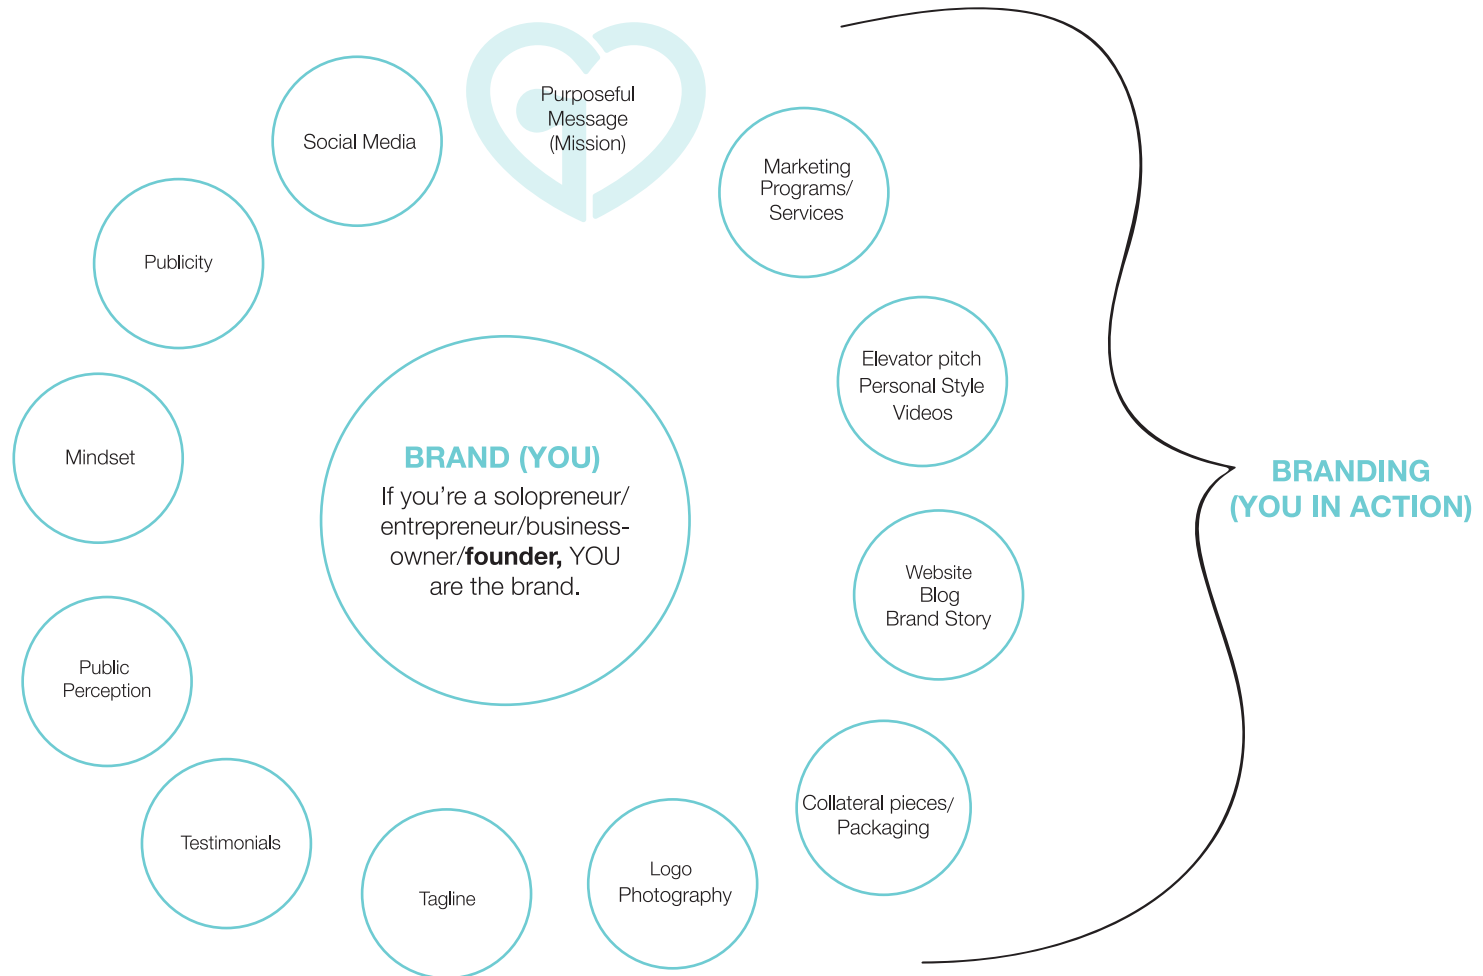 Purposeful
Message
(Mission)
Social Media
Marketing
Programs/
Services
Publicity
Elevator pitch
Personal Style
Videos
Mindset
BRAND (YOU)
If you’re a solopreneur/
entrepreneur/business-
owner/founder, YOU
are the brand.
BRANDING
(YOU IN ACTION)
Website
Blog
Brand Story
Public
Perception
Collateral pieces/
Packaging
Testimonials
Tagline
Logo
Photography